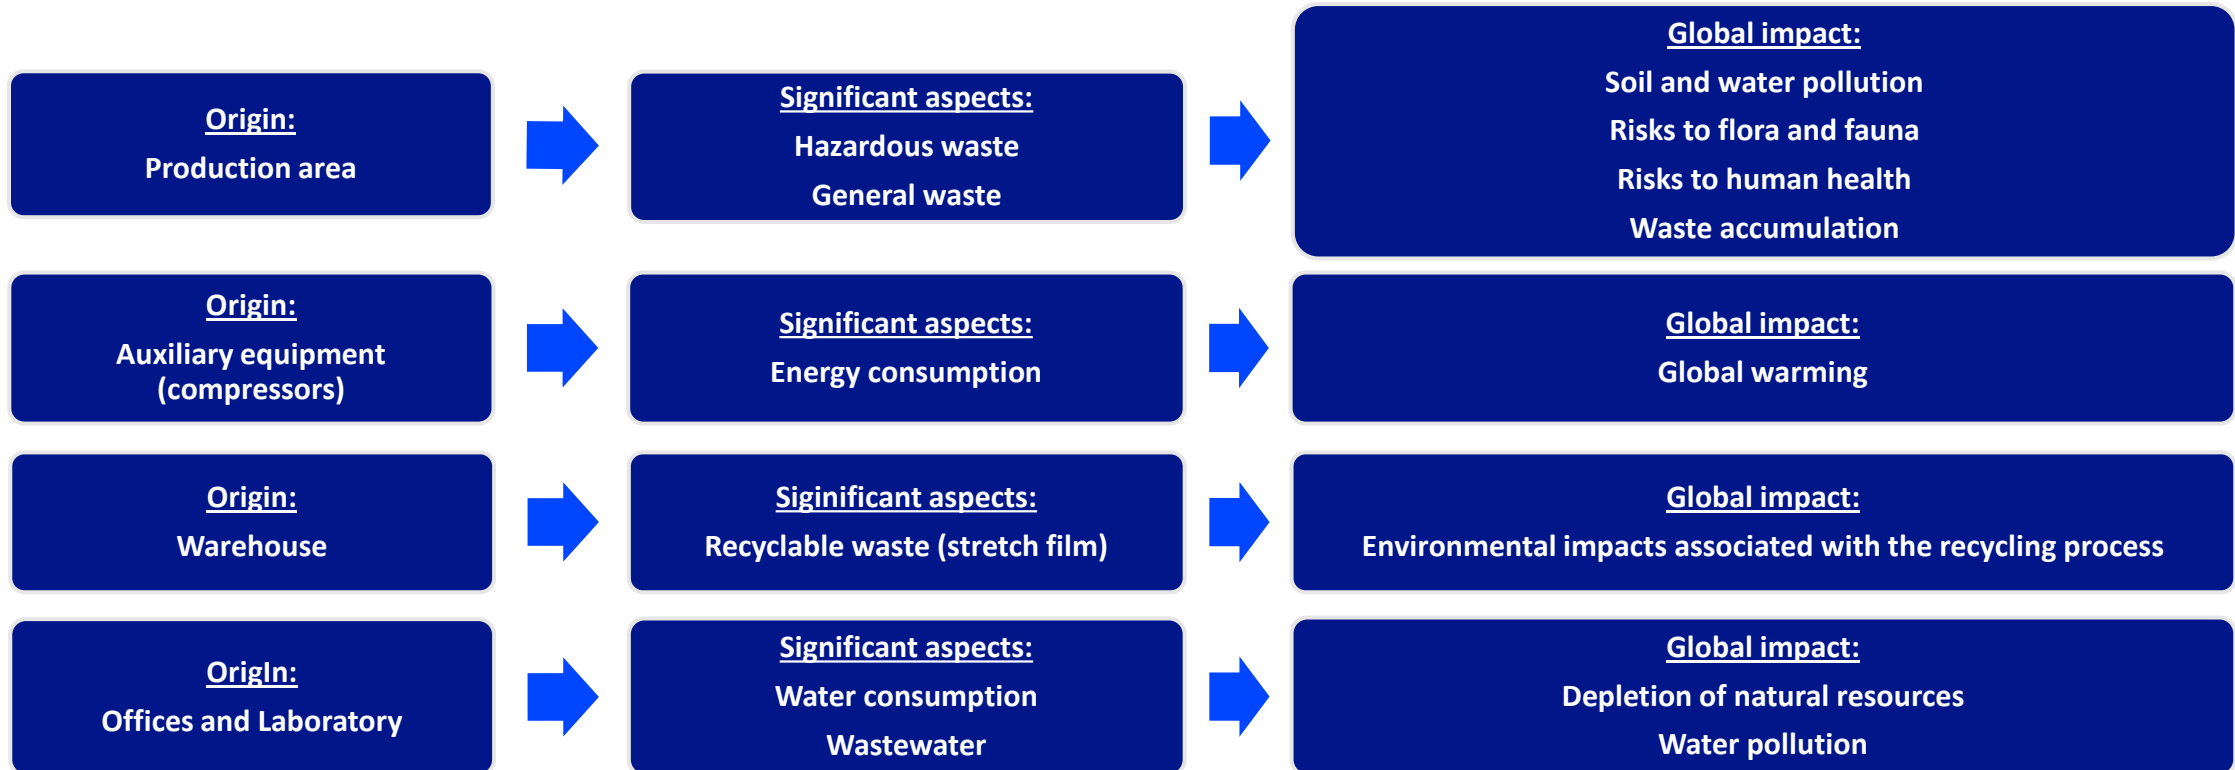 Origin:
Production area
Significant aspects:
Hazardous waste
General waste
Global impact:
Soil and water pollution
Risks to flora and fauna
Risks to human health
Waste accumulation
Origin:
Auxiliary equipment
(compressors)
Significant aspects:
Energy consumption
Global impact:
Global warming
Origin:
Warehouse
Siginificant aspects:
Recyclable waste (stretch film)
Global impact:
Environmental impacts associated with the recycling process
OrigIn:
Offices and Laboratory
Significant aspects:
Water consumption
Wastewater
Global impact:
Depletion of natural resources
Water pollution